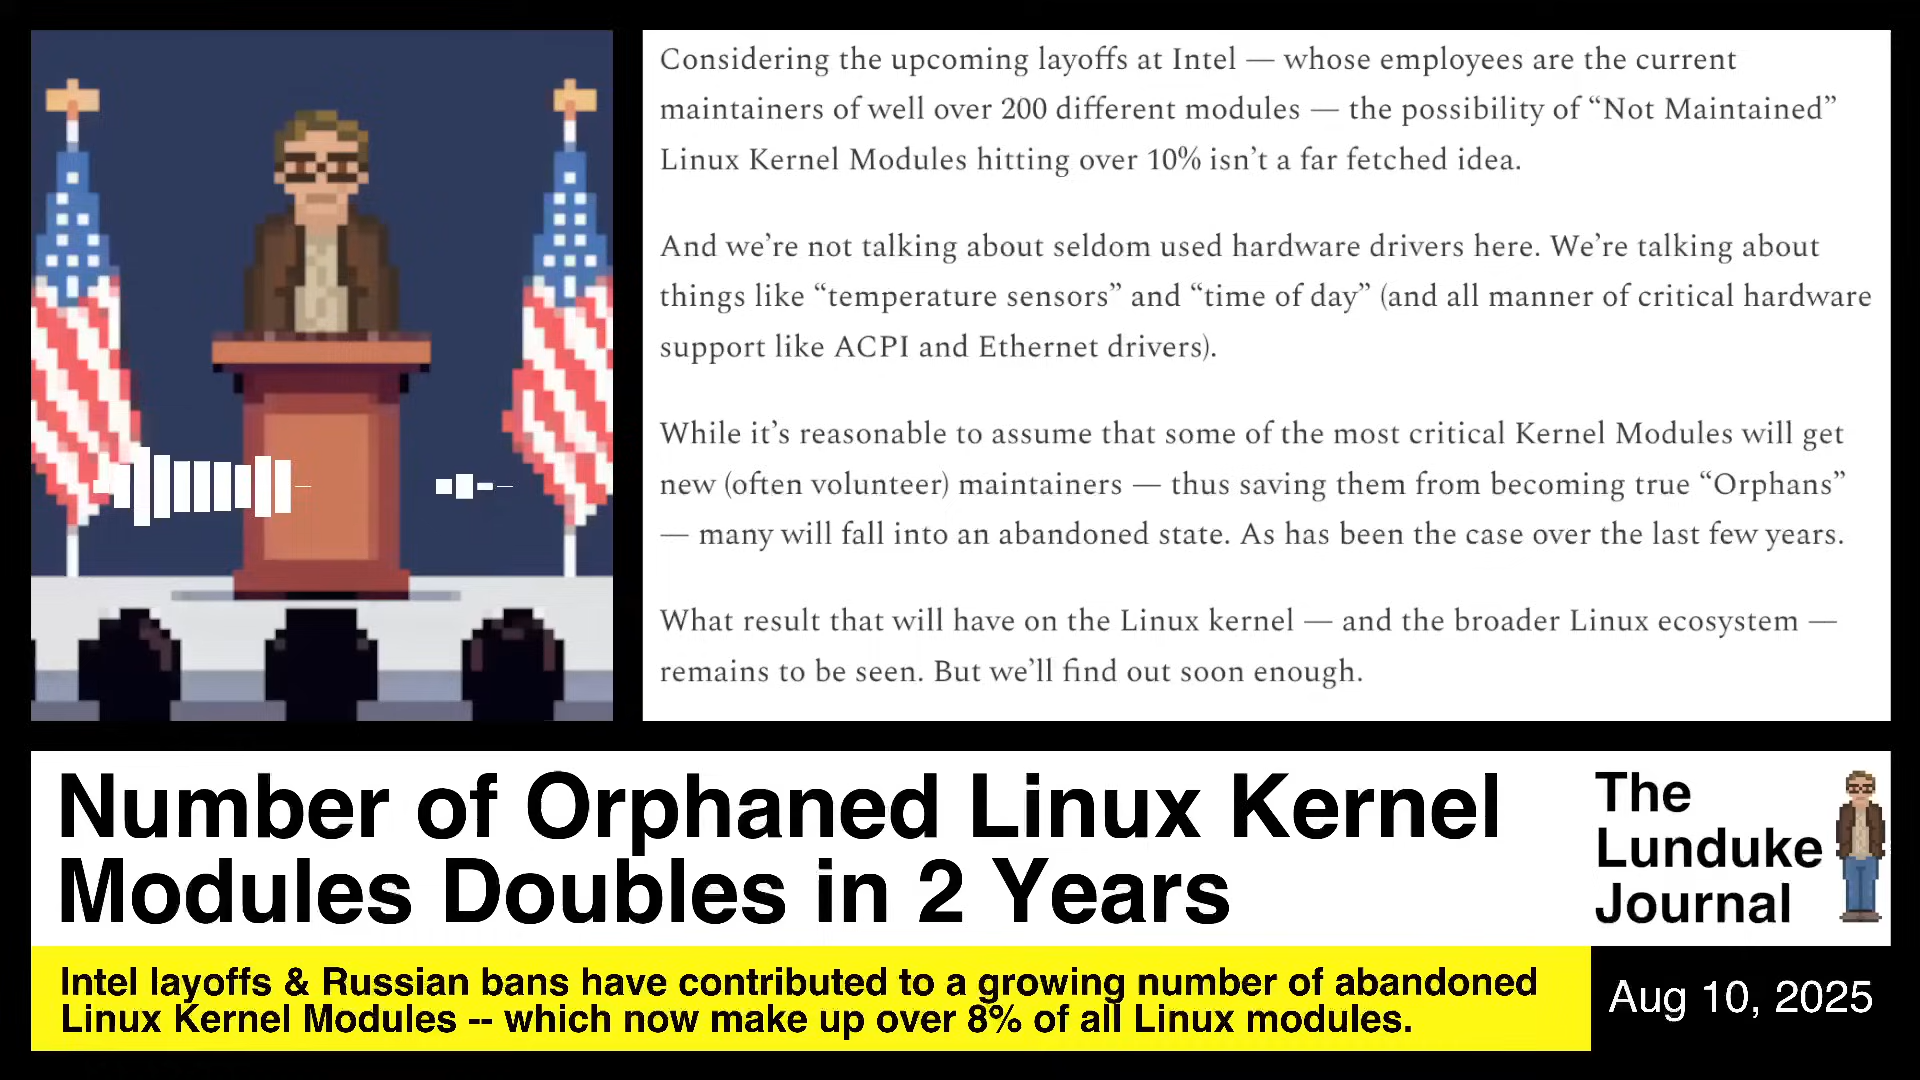 Considering the upcoming layoffs at Intel — whose employees are the current
maintainers of well over 200 different modules — the possibility of “Not Maintained”
Linux Kernel Modules hitting over 10% isn’t a far fetched idea.
And we’re not talking about seldom used hardware drivers here. We’re talking about
things like “temperature sensors” and “time of day” (and all manner of critical hardware
support like ACPI and Ethernet drivers).
While it’s reasonable to assume that some of the most critical Kernel Modules will get
new (often volunteer) maintainers — thus saving them from becoming true “Orphans”
— many will fall into an abandoned state. As has been the case over the last few years.
What result that will have on the Linux kernel — and the broader Linux ecosystem —
remains to be seen. But we’ll find out soon enough.
Number of Orphaned Linux Kernel
Modules Doubles in 2 Years
The
Lunduke
Journal
Intel layoffs & Russian bans have contributed to a growing number of abandoned
Linux Kernel Modules -- which now make up over 8% of all Linux modules.
Aug 10, 2025